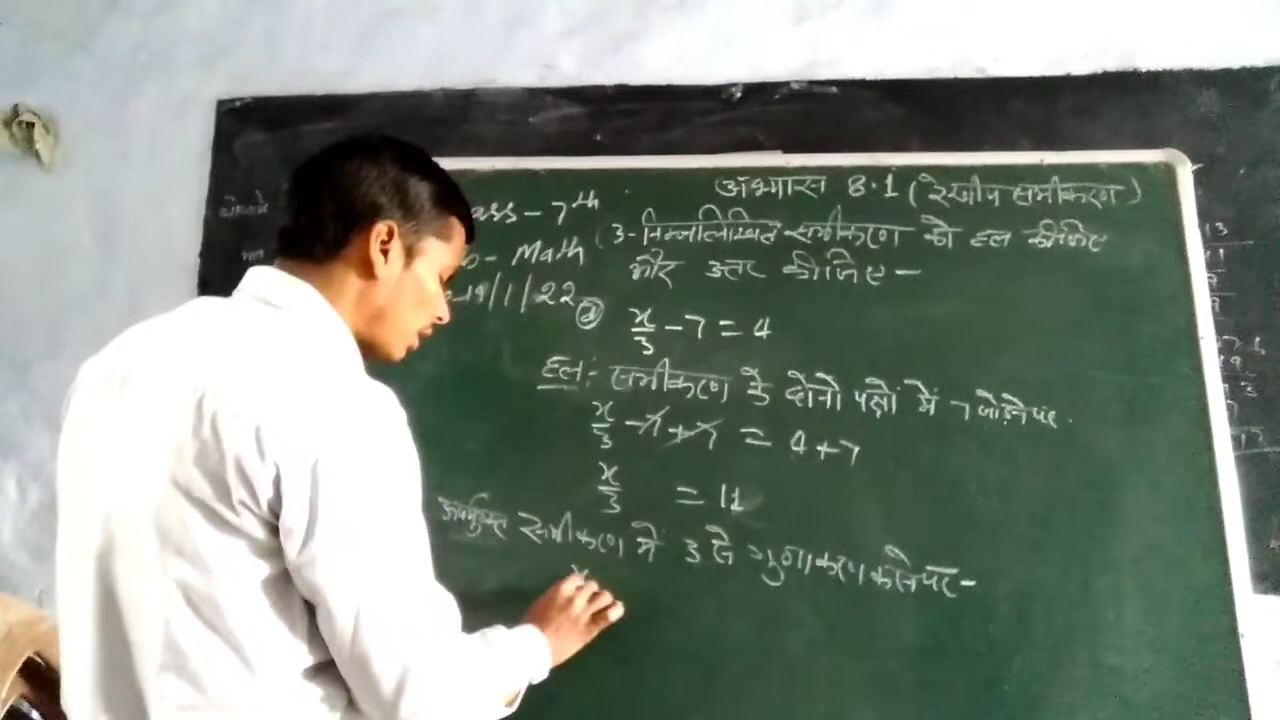 अभ्यास 8.1 (रेखीय समीकरण)
ass - 7th
3- निम्नलिखित समीकरण को हल कीजिए
- Math
और उत्तर कीजिए -
19/1/22
a x/3 - 7 = 4
हल: समीकरण के दोनो पक्षों में 7 जोड़ने पर.
x/3 - 7 + 7 = 4 + 7
x/3 = 11
समीकरण में 3 से गुणा करण करने पर -
x